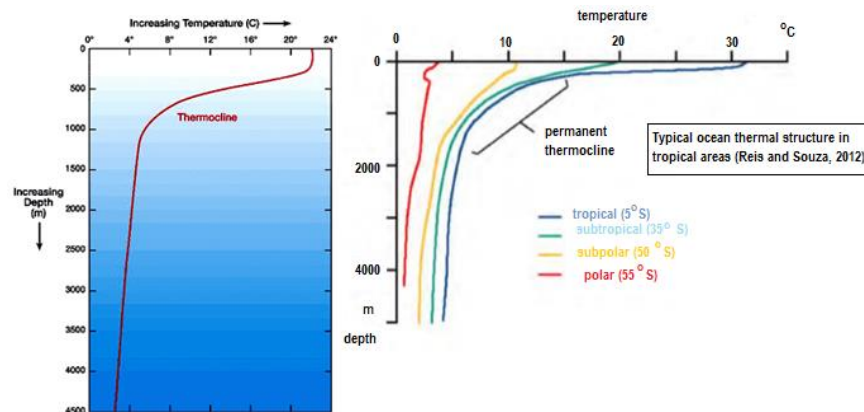 Increasing Temperature (C) →
0° 4° 8° 12° 16° 20° 24°
0
500
1000
1500
2000
2500
3000
3500
4000
4500
Thermocline
Increasing
Depth
(m)
temperature
°C
0 10 20 30
0
2000
4000
m
depth
permanent
thermocline
Typical ocean thermal structure in
tropical areas (Reis and Souza, 2012)
tropical (5°S)
subtropical (35° S)
subpolar (50 °S)
polar (55°S)